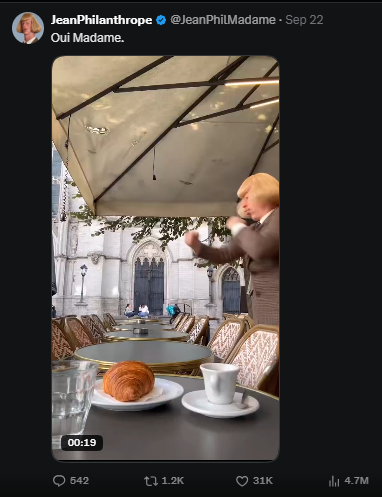 JeanPhilanthrope @JeanPhilMadame · Sep 22
Oui Madame.
00:19
542 1.2K 31K 4.7M